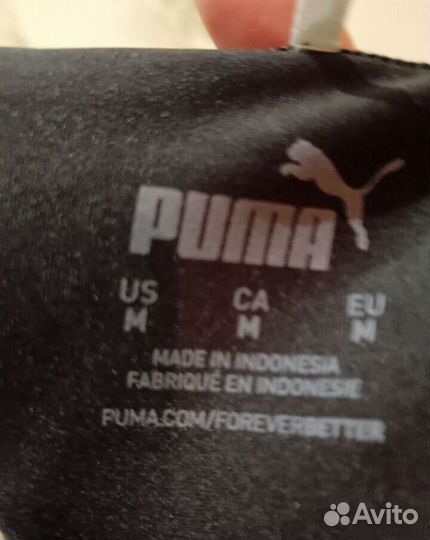 PUMA
US CA EU
M M M
MADE IN INDONESIA
FABRIQUÉ EN INDONESIE
PUMA.COM/FOREVERBETTER
Avito